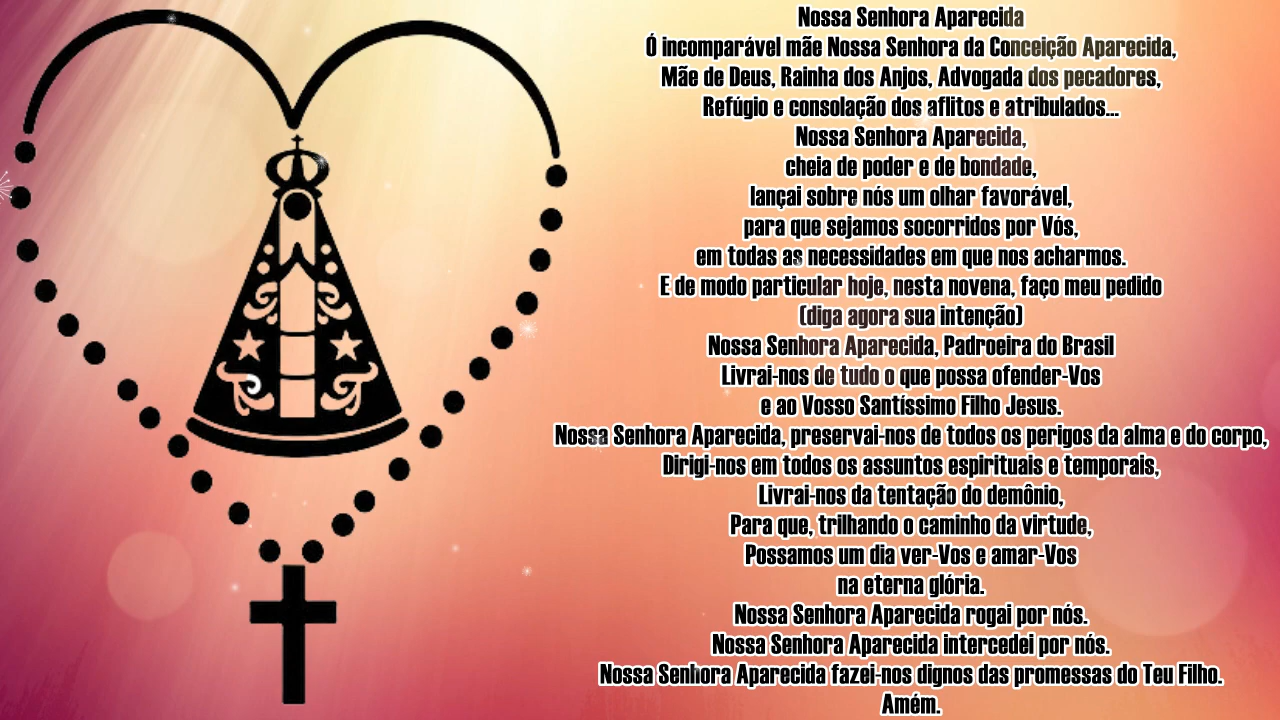 Nossa Senhora Aparecida
Ó incomparável mãe Nossa Senhora da Conceição Aparecida,
Mãe de Deus, Rainha dos Anjos, Advogada dos pecadores,
Refúgio e consolação dos aflitos e atribulados...
Nossa Senhora Aparecida,
cheia de poder e de bondade,
lançai sobre nós um olhar favorável,
para que sejamos socorridos por Vós,
em todas as necessidades em que nos acharmos.
E de modo particular hoje, nesta novena, faço meu pedido
(diga agora sua intenção)
Nossa Senhora Aparecida, Padroeira do Brasil
Livrai-nos de tudo o que possa ofender-Vos
e ao Vosso Santíssimo Filho Jesus.
Nossa Senhora Aparecida, preservai-nos de todos os perigos da alma e do corpo,
Dirigi-nos em todos os assuntos espirituais e temporais,
Livrai-nos da tentação do demônio,
Para que, trilhando o caminho da virtude,
Possamos um dia ver-Vos e amar-Vos
na eterna glória.
Nossa Senhora Aparecida rogai por nós.
Nossa Senhora Aparecida intercedei por nós.
Nossa Senhora Aparecida fazei-nos dignos das promessas do Teu Filho.
Amém.